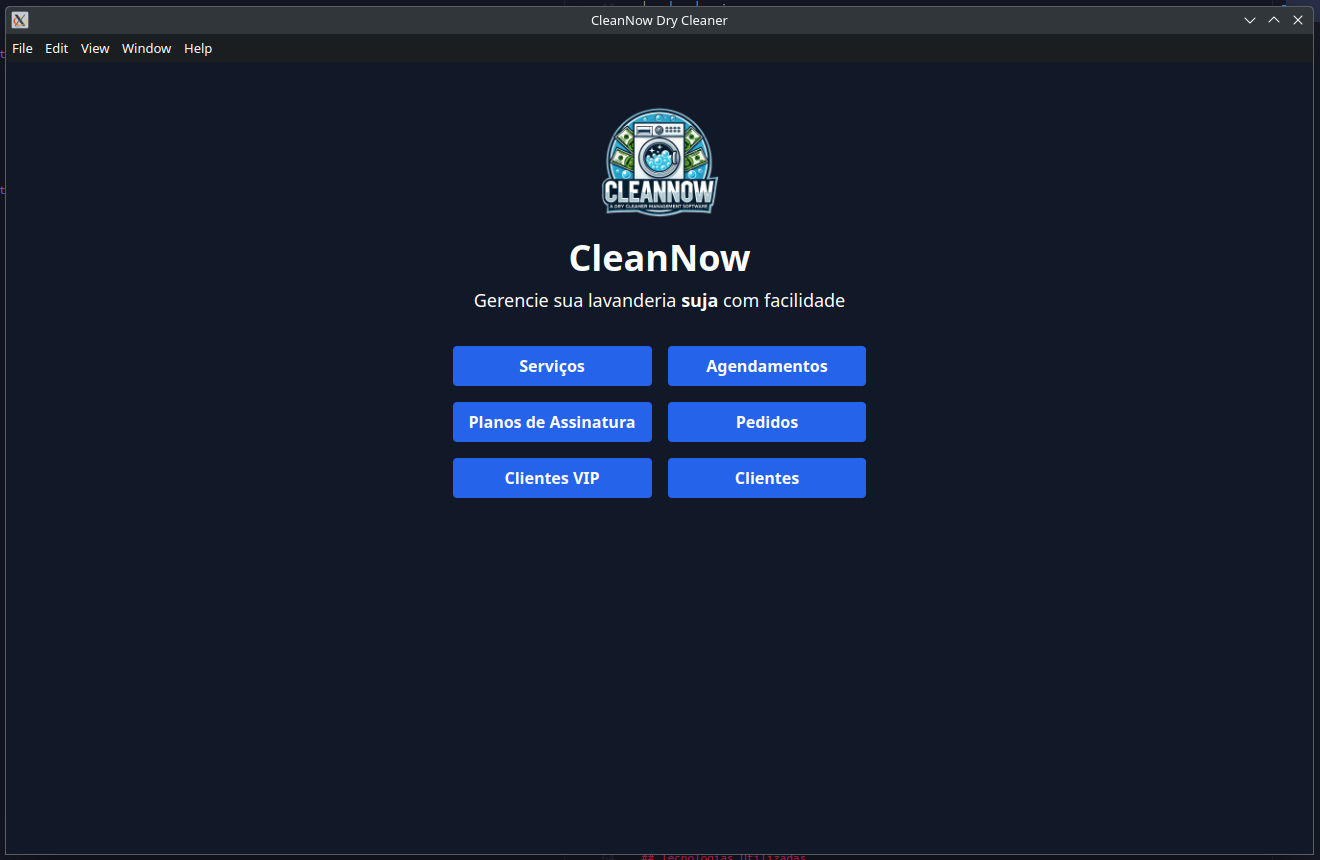 CleanNow Dry Cleaner
File Edit View Window Help
CLEANNOW
A DRY CLEANER MANAGEMENT SOFTWARE
CleanNow
Gerencie sua lavanderia suja com facilidade
Serviços Agendamentos
Planos de Assinatura Pedidos
Clientes VIP Clientes
## Tecnologias Utilizadas